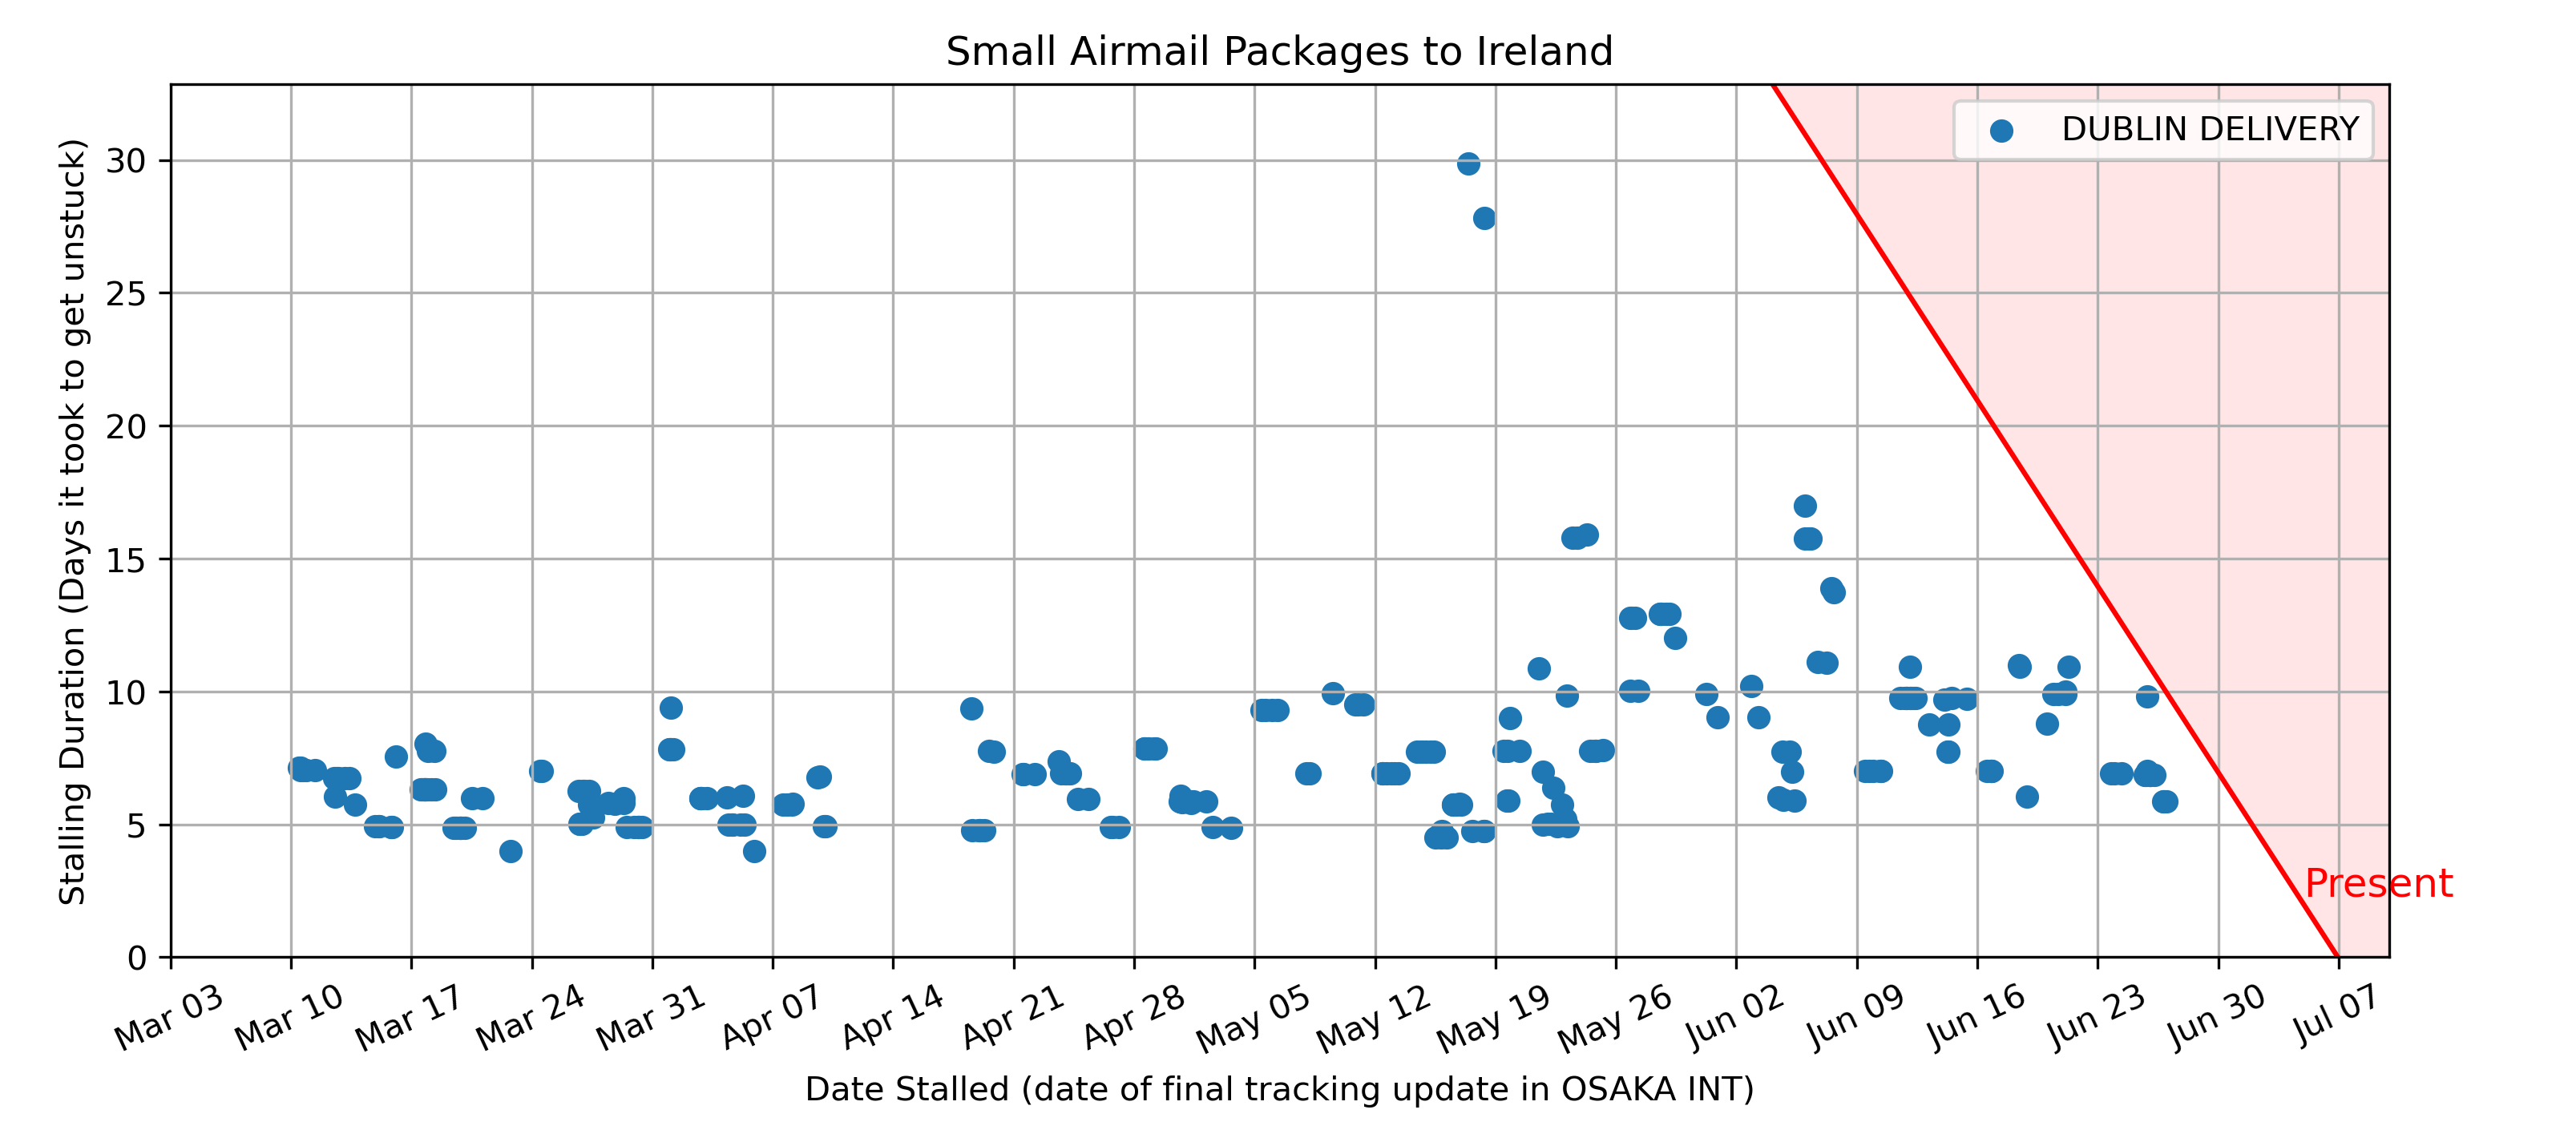 Small Airmail Packages to Ireland
DUBLIN DELIVERY
Stalling Duration (Days it took to get unstuck)
30
25
20
15
10
5
0
Present
Mar 03
Mar 10
Mar 17
Mar 24
Mar 31
Apr 07
Apr 14
Apr 21
Apr 28
May 05
May 12
May 19
May 26
Jun 02
Jun 09
Jun 16
Jun 23
Jun 30
Jul 07
Date Stalled (date of final tracking update in OSAKA INT)